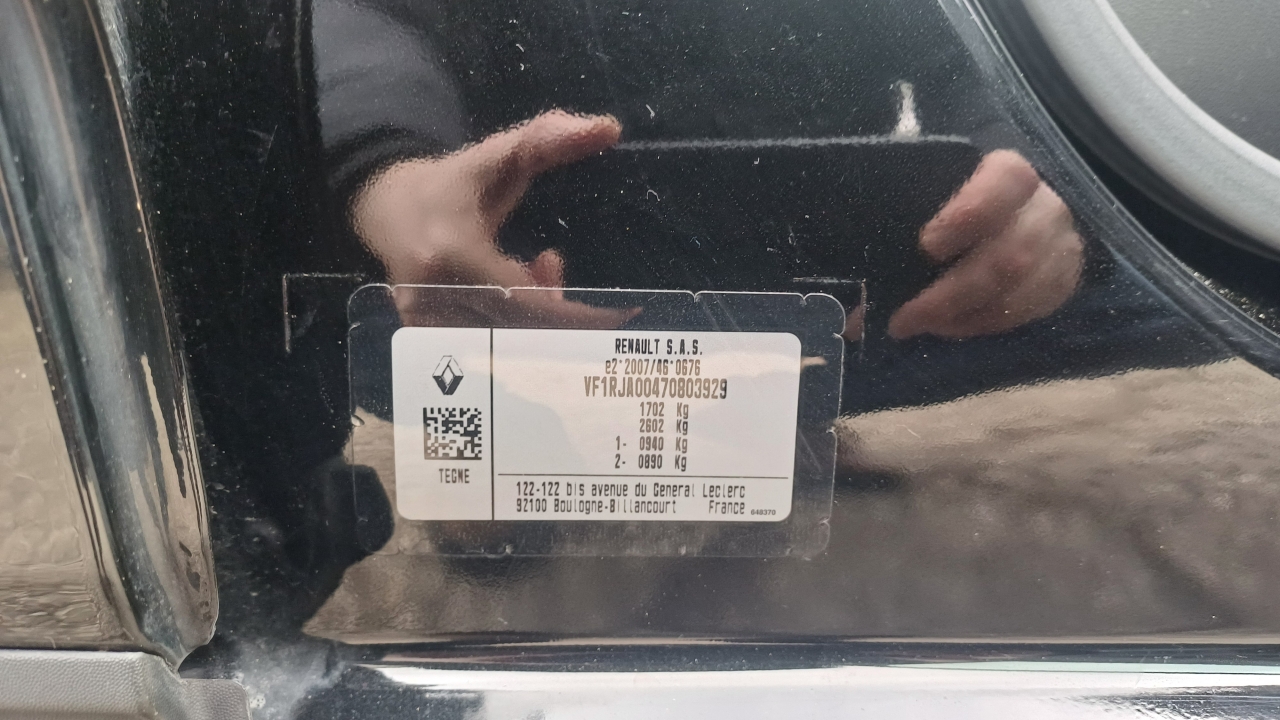 RENAULT S.A.S.
e2*2007/46*0676
VF1RJA00470803929
1702 Kg
2602 Kg
1- 0940 Kg
2- 0890 Kg
TEGNE
122-122 bis avenue du General Leclerc
92100 Boulogne-Billancourt France
648370